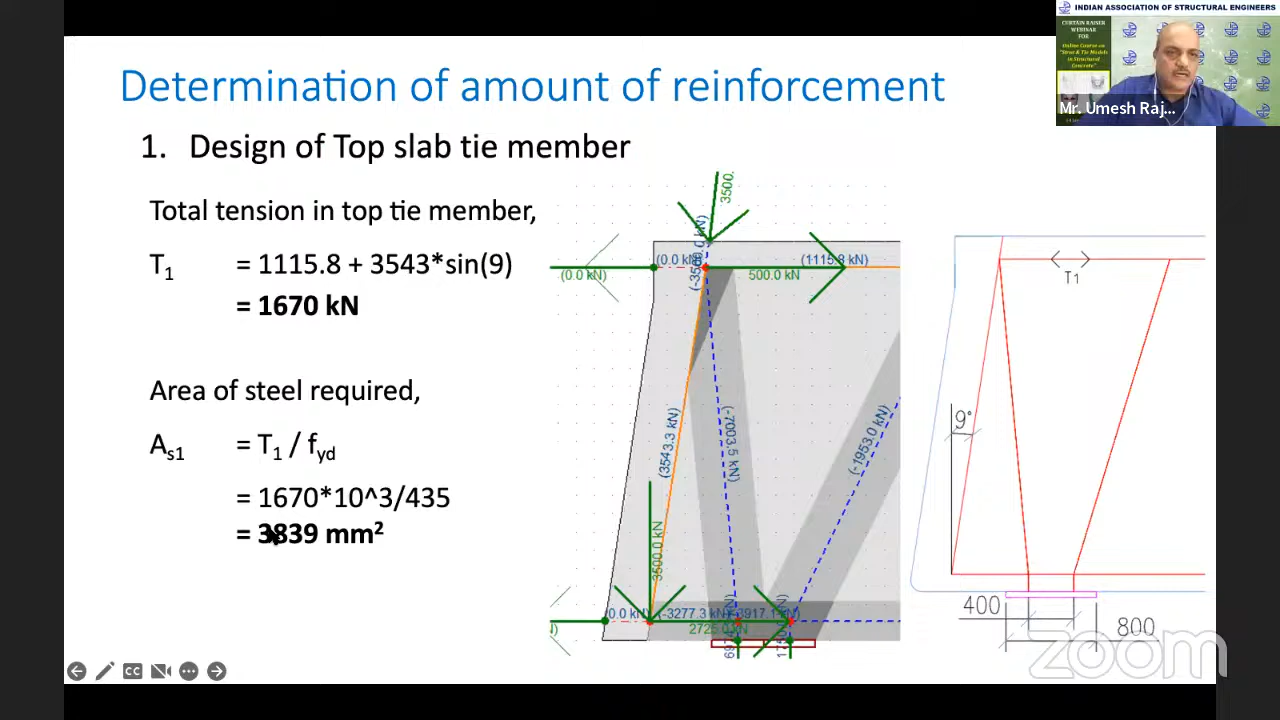 INDIAN ASSOCIATION OF STRUCTURAL ENGINEERS
CURTAIN RAISER
WEBINAR
FOR
Online Course on
"Strut & Tie Models
in Structural
Concrete"
Mr. Umesh Raj...
Determination of amount of reinforcement
1. Design of Top slab tie member
Total tension in top tie member,
T1 = 1115.8 + 3543*sin(9)
= 1670 kN
Area of steel required,
As1 = T1 / fyd
= 1670*10^3/435
= 3839 mm²
3500.
(0.0 kN)
(0.0 kN)
(1115.8 kN)
500.0 kN
(3543.3 kN)
(-7003.5 kN)
(-1953.0 kN)
3500.0 kN
(0.0 kN)
(-3277.3 kN)
(-3917.1 kN)
2725.0 kN
T1
9°
400
800
CC
zoom